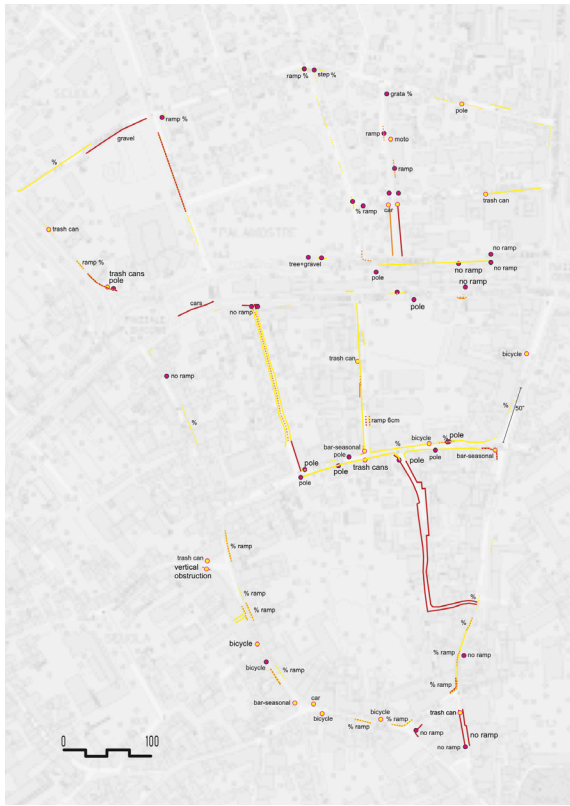 ramp %
step %
grata %
pole
ramp %
ramp
moto
gravel
%
ramp
trash can
% ramp
car
trash can
PALAMOSTRE
no ramp
ramp %
tree+gravel
no ramp
no ramp
trash cans
pole
pole
no ramp
cars
no ramp
pole
trash can
bicycle
no ramp
%
50°
ramp 6cm
%
bar-seasonal
%
bicycle
%
pole
pole
pole
pole
pole
trash cans
pole
bar-seasonal
pole
% ramp
trash can
vertical
obstruction
% ramp
% ramp
%
%
bicycle
% ramp
no ramp
bicycle
% ramp
% ramp
bar-seasonal
car
bicycle
bicycle
trash can
% ramp
% ramp
no ramp
no ramp
no ramp
0
100